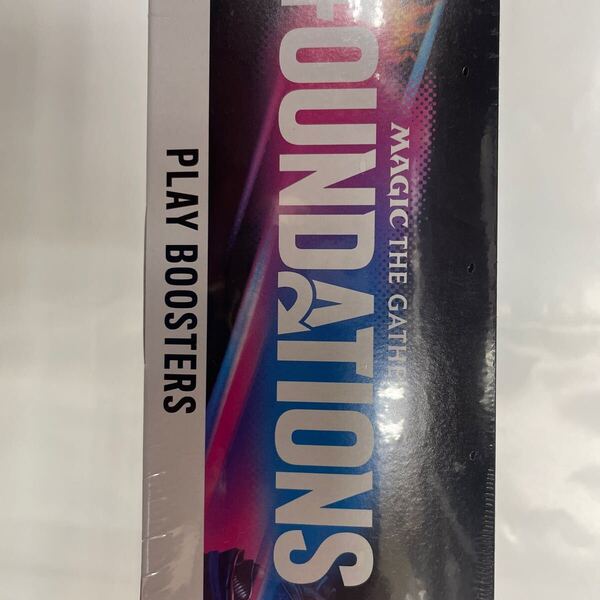 MAGIC THE GATHE
FOUNDATIONS
PLAY BOOSTERS